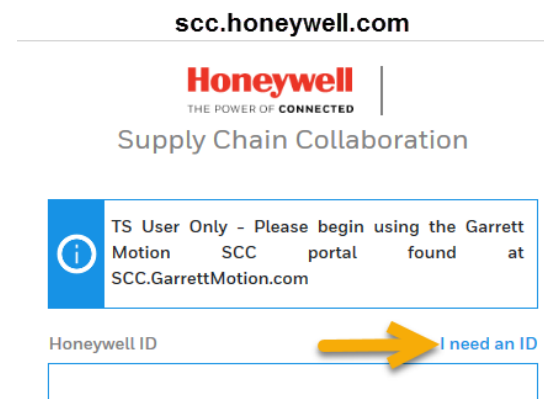 scc.honeywell.com
Honeywell
THE POWER OF CONNECTED
Supply Chain Collaboration
TS User Only - Please begin using the Garrett
Motion SCC portal found at
SCC.GarrettMotion.com
Honeywell ID I need an ID